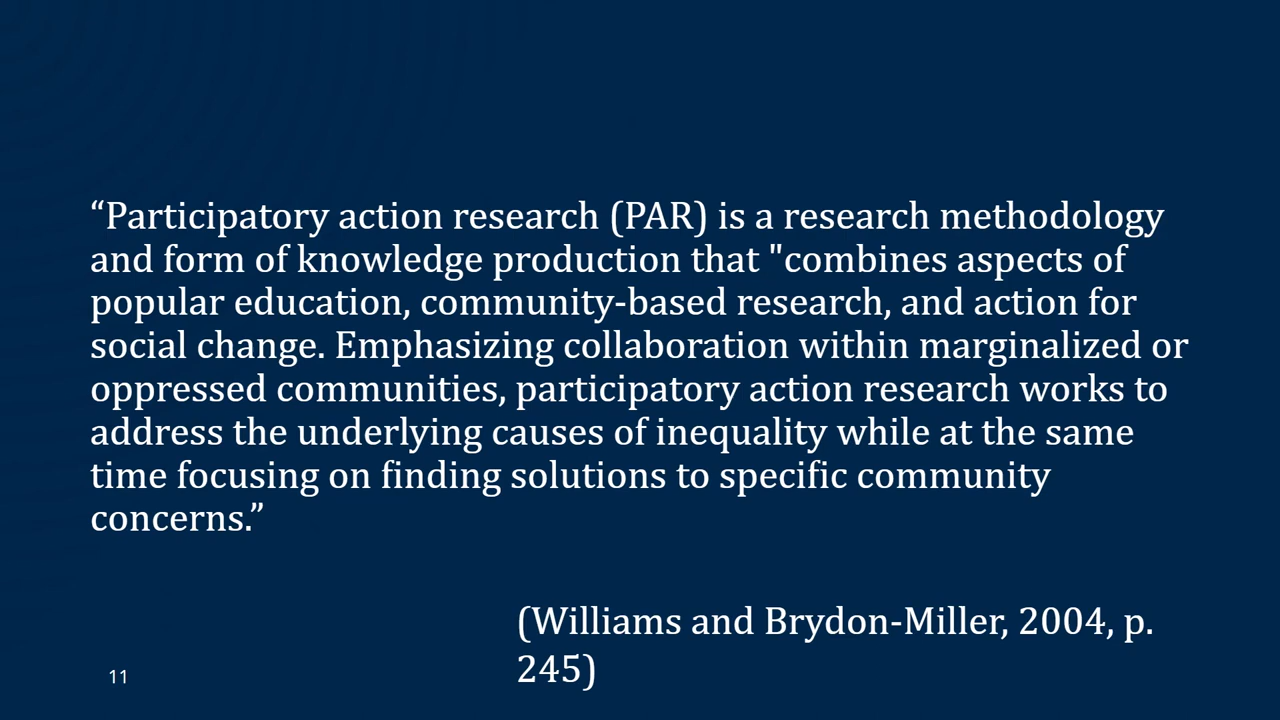 “Participatory action research (PAR) is a research methodology
and form of knowledge production that "combines aspects of
popular education, community-based research, and action for
social change. Emphasizing collaboration within marginalized or
oppressed communities, participatory action research works to
address the underlying causes of inequality while at the same
time focusing on finding solutions to specific community
concerns.”
(Williams and Brydon-Miller, 2004, p.
245)
11